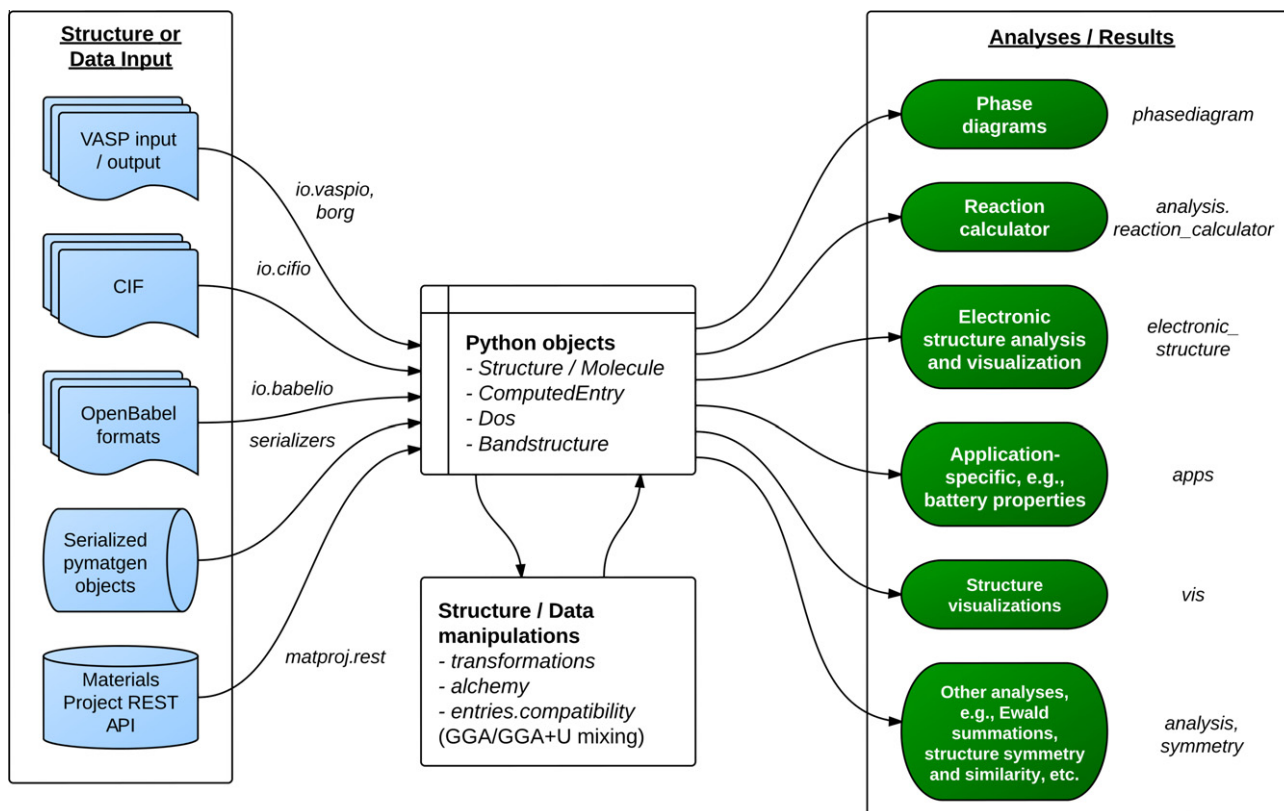 Structure or
Data Input
VASP input
/ output
CIF
OpenBabel
formats
Serialized
pymatgen
objects
Materials
Project REST
API
io.vaspio,
borg
io.cifio
io.babelio
serializers
matproj.rest
Python objects
- Structure / Molecule
- ComputedEntry
- Dos
- Bandstructure
Structure / Data
manipulations
- transformations
- alchemy
- entries.compatibility
(GGA/GGA+U mixing)
Analyses / Results
Phase
diagrams
phasediagram
Reaction
calculator
analysis.
reaction_calculator
Electronic
structure analysis
and visualization
electronic_
structure
Application-
specific, e.g.,
battery properties
apps
Structure
visualizations
vis
Other analyses,
e.g., Ewald
summations,
structure symmetry
and similarity, etc.
analysis,
symmetry